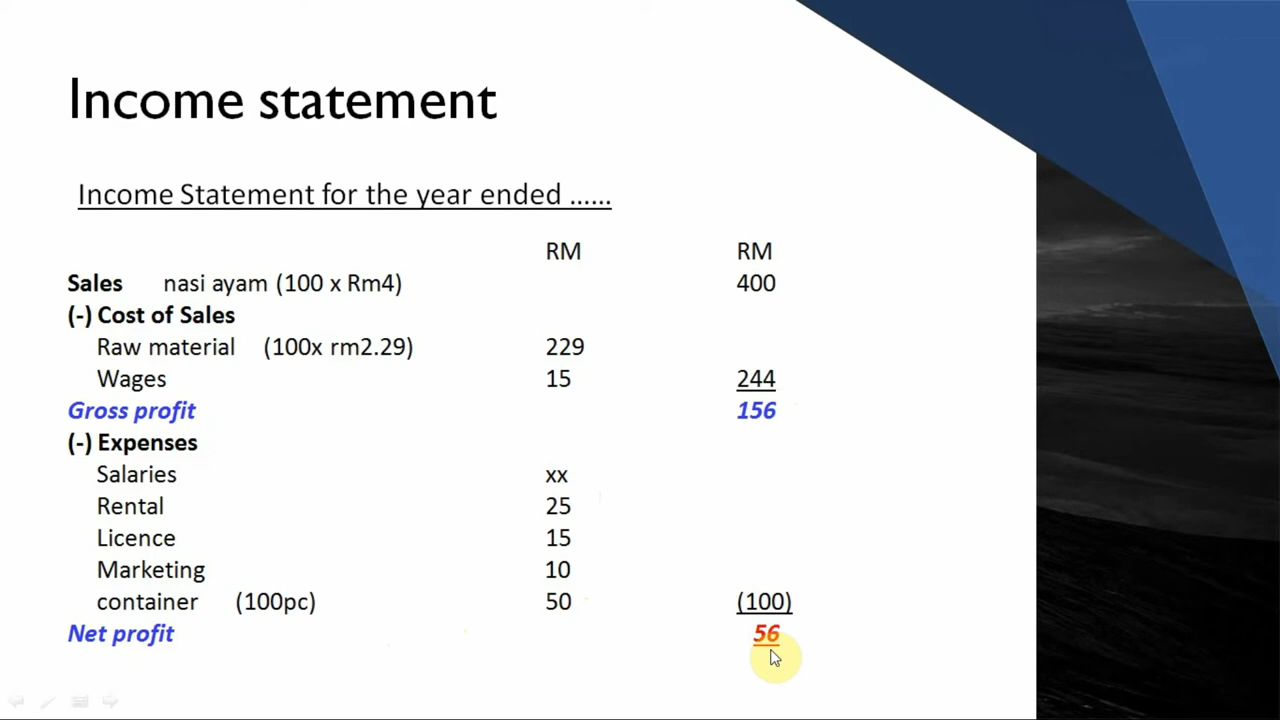 Income statement
Income Statement for the year ended ......
RM RM
Sales nasi ayam (100 x Rm4) 400
(-) Cost of Sales
Raw material (100x rm2.29) 229
Wages 15 244
Gross profit 156
(-) Expenses
Salaries xx
Rental 25
Licence 15
Marketing 10
container (100pc) 50 (100)
Net profit 56